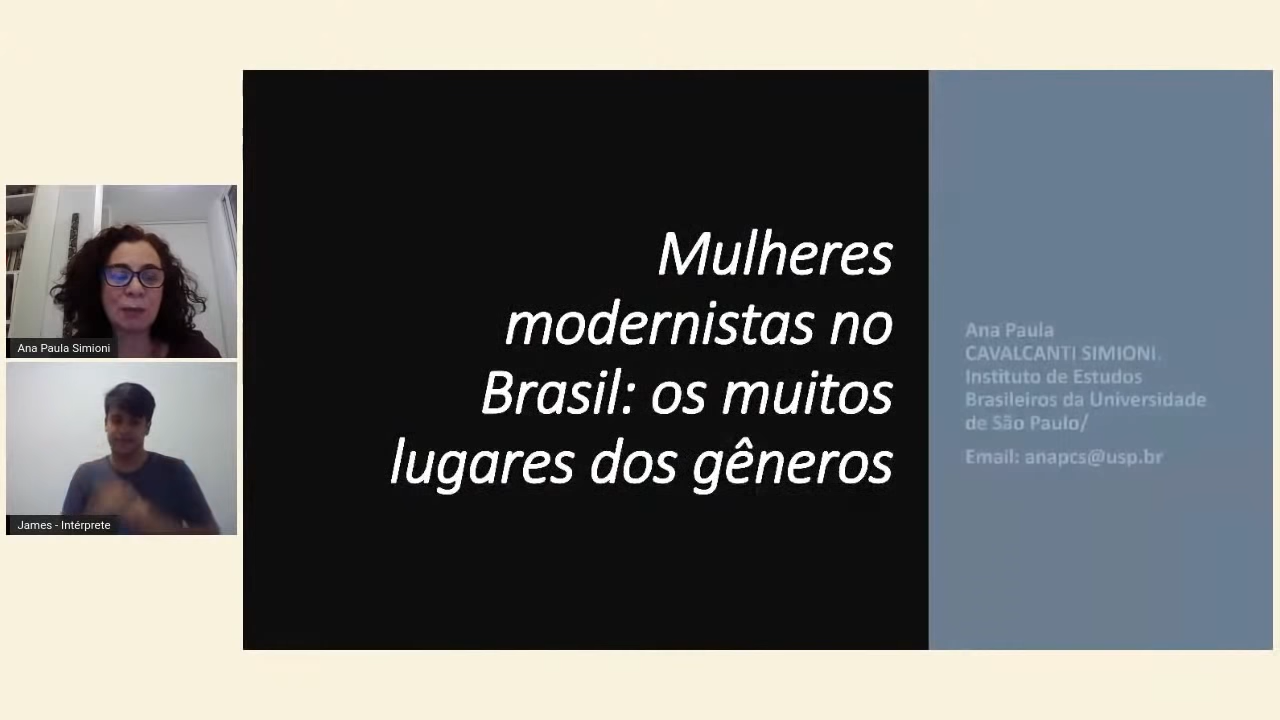 Ana Paula Simioni
James - Intérprete
Mulheres
modernistas no
Brasil: os muitos
lugares dos gêneros
Ana Paula
CAVALCANTI SIMIONI.
Instituto de Estudos
Brasileiros da Universidade
de São Paulo/
Email: anapcs@usp.br